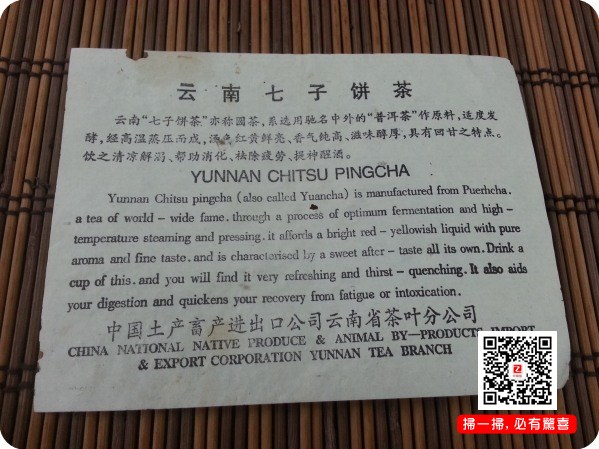 云南七子饼茶
云南“七子饼茶”亦称圆茶，系选用驰名中外的“普洱茶”作原料，适度发
酵，经高温蒸压而成，汤色红黄鲜亮、香气纯高、滋味醇厚，具有回甘之特点。
饮之清凉解渴、帮助消化、祛除疲劳、提神醒酒。
YUNNAN CHITSU PINGCHA
Yunnan Chitsu pingcha (also called Yuancha) is manufactured from Puerhcha.
a tea of world – wide fame. through a process of optimum fermentation and high –
temperature steaming and pressing. it affords a bright red – yellowish liquid with pure
aroma and fine taste. and is characterised by a sweet after – taste all its own. Drink a
cup of this. and you will find it very refreshing and thirst – quenching. It also aids
your digestion and quickens your recovery from fatigue or intoxication.
中国土产畜产进出口公司云南省茶叶分公司
CHINA NATIONAL NATIVE PRODUCE & ANIMAL BY—PRODUCTS IMPORT
& EXPORT CORPORATION YUNNAN TEA BRANCH
掃一掃, 必有驚喜